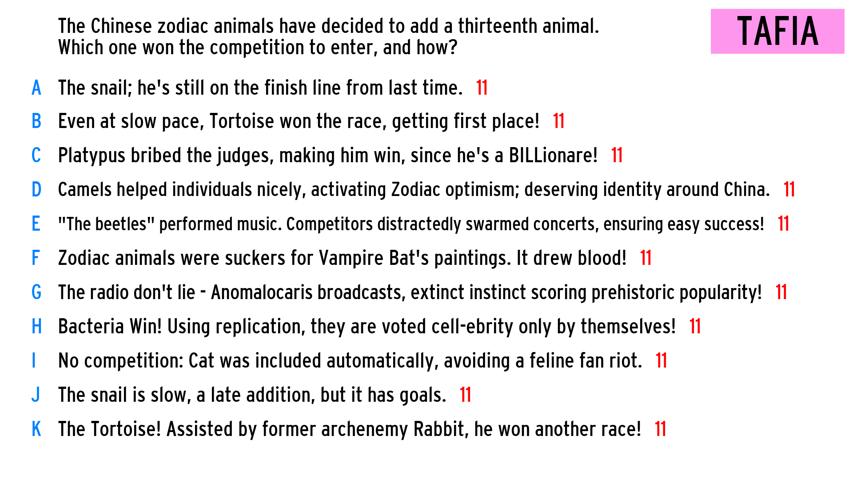 The Chinese zodiac animals have decided to add a thirteenth animal.
Which one won the competition to enter, and how?
TAFIA
A The snail; he's still on the finish line from last time. 11
B Even at slow pace, Tortoise won the race, getting first place! 11
C Platypus bribed the judges, making him win, since he's a BILLionare! 11
D Camels helped individuals nicely, activating Zodiac optimism; deserving identity around China. 11
E "The beetles" performed music. Competitors distractedly swarmed concerts, ensuring easy success! 11
F Zodiac animals were suckers for Vampire Bat's paintings. It drew blood! 11
G The radio don't lie - Anomalocaris broadcasts, extinct instinct scoring prehistoric popularity! 11
H Bacteria Win! Using replication, they are voted cell-ebrity only by themselves! 11
I No competition: Cat was included automatically, avoiding a feline fan riot. 11
J The snail is slow, a late addition, but it has goals. 11
K The Tortoise! Assisted by former archenemy Rabbit, he won another race! 11